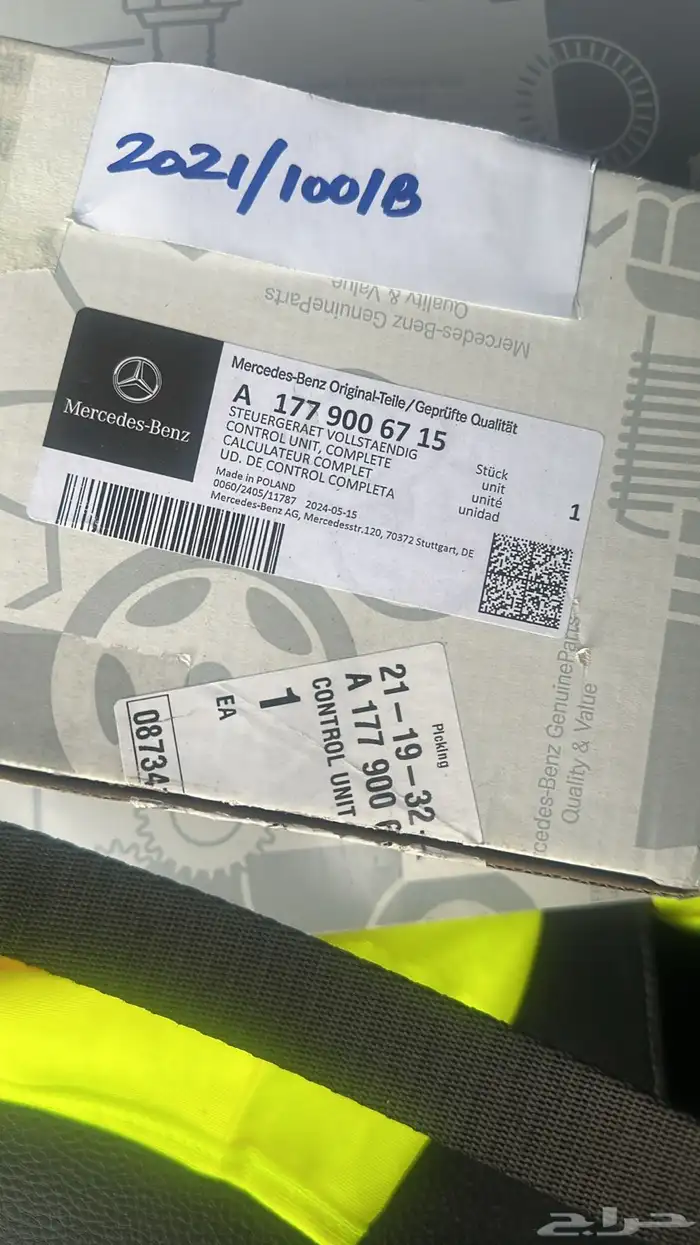 2021/1001/B
Mercedes-Benz GenuineParts
Quality & Value
Mercedes-Benz
Mercedes-Benz Original-Teile/Geprüfte Qualität
A 177 900 67 15
STEUERGERAET VOLLSTAENDIG
CONTROL UNIT, COMPLETE
CALCULATEUR COMPLET
UD. DE CONTROL COMPLETA
Stück
unit
unité
unidad
1
Made in POLAND
0060/2405/11787 2024-05-15
Mercedes-Benz AG, Mercedesstr.120, 70372 Stuttgart, DE
Picking
21-19-32
A 177 900
CONTROL UNIT
1
EA
08734
cedes-Benz GenuineParts
Quality & Value
حراج